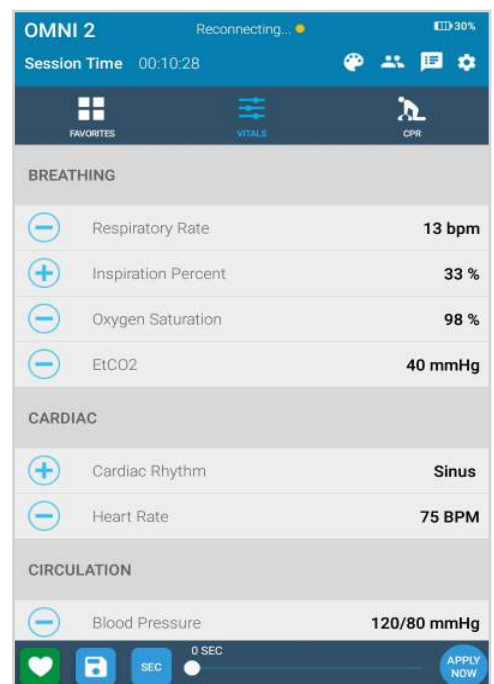 OMNI 2 Reconnecting... 30%
Session Time 00:10:28
FAVORITES VITALS CPR
BREATHING
Respiratory Rate 13 bpm
Inspiration Percent 33 %
Oxygen Saturation 98 %
EtCO2 40 mmHg
CARDIAC
Cardiac Rhythm Sinus
Heart Rate 75 BPM
CIRCULATION
Blood Pressure 120/80 mmHg
0 SEC
SEC APPLY
NOW